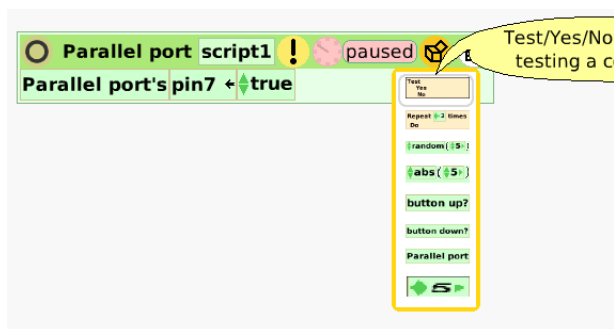 Parallel port script1 ! paused
Test/Yes/No
testing a c
Parallel port's pin7 ← true
Test
Yes
No
Repeat 2 times
Do
random ( 5 )
abs ( 5 )
button up?
button down?
Parallel port
5